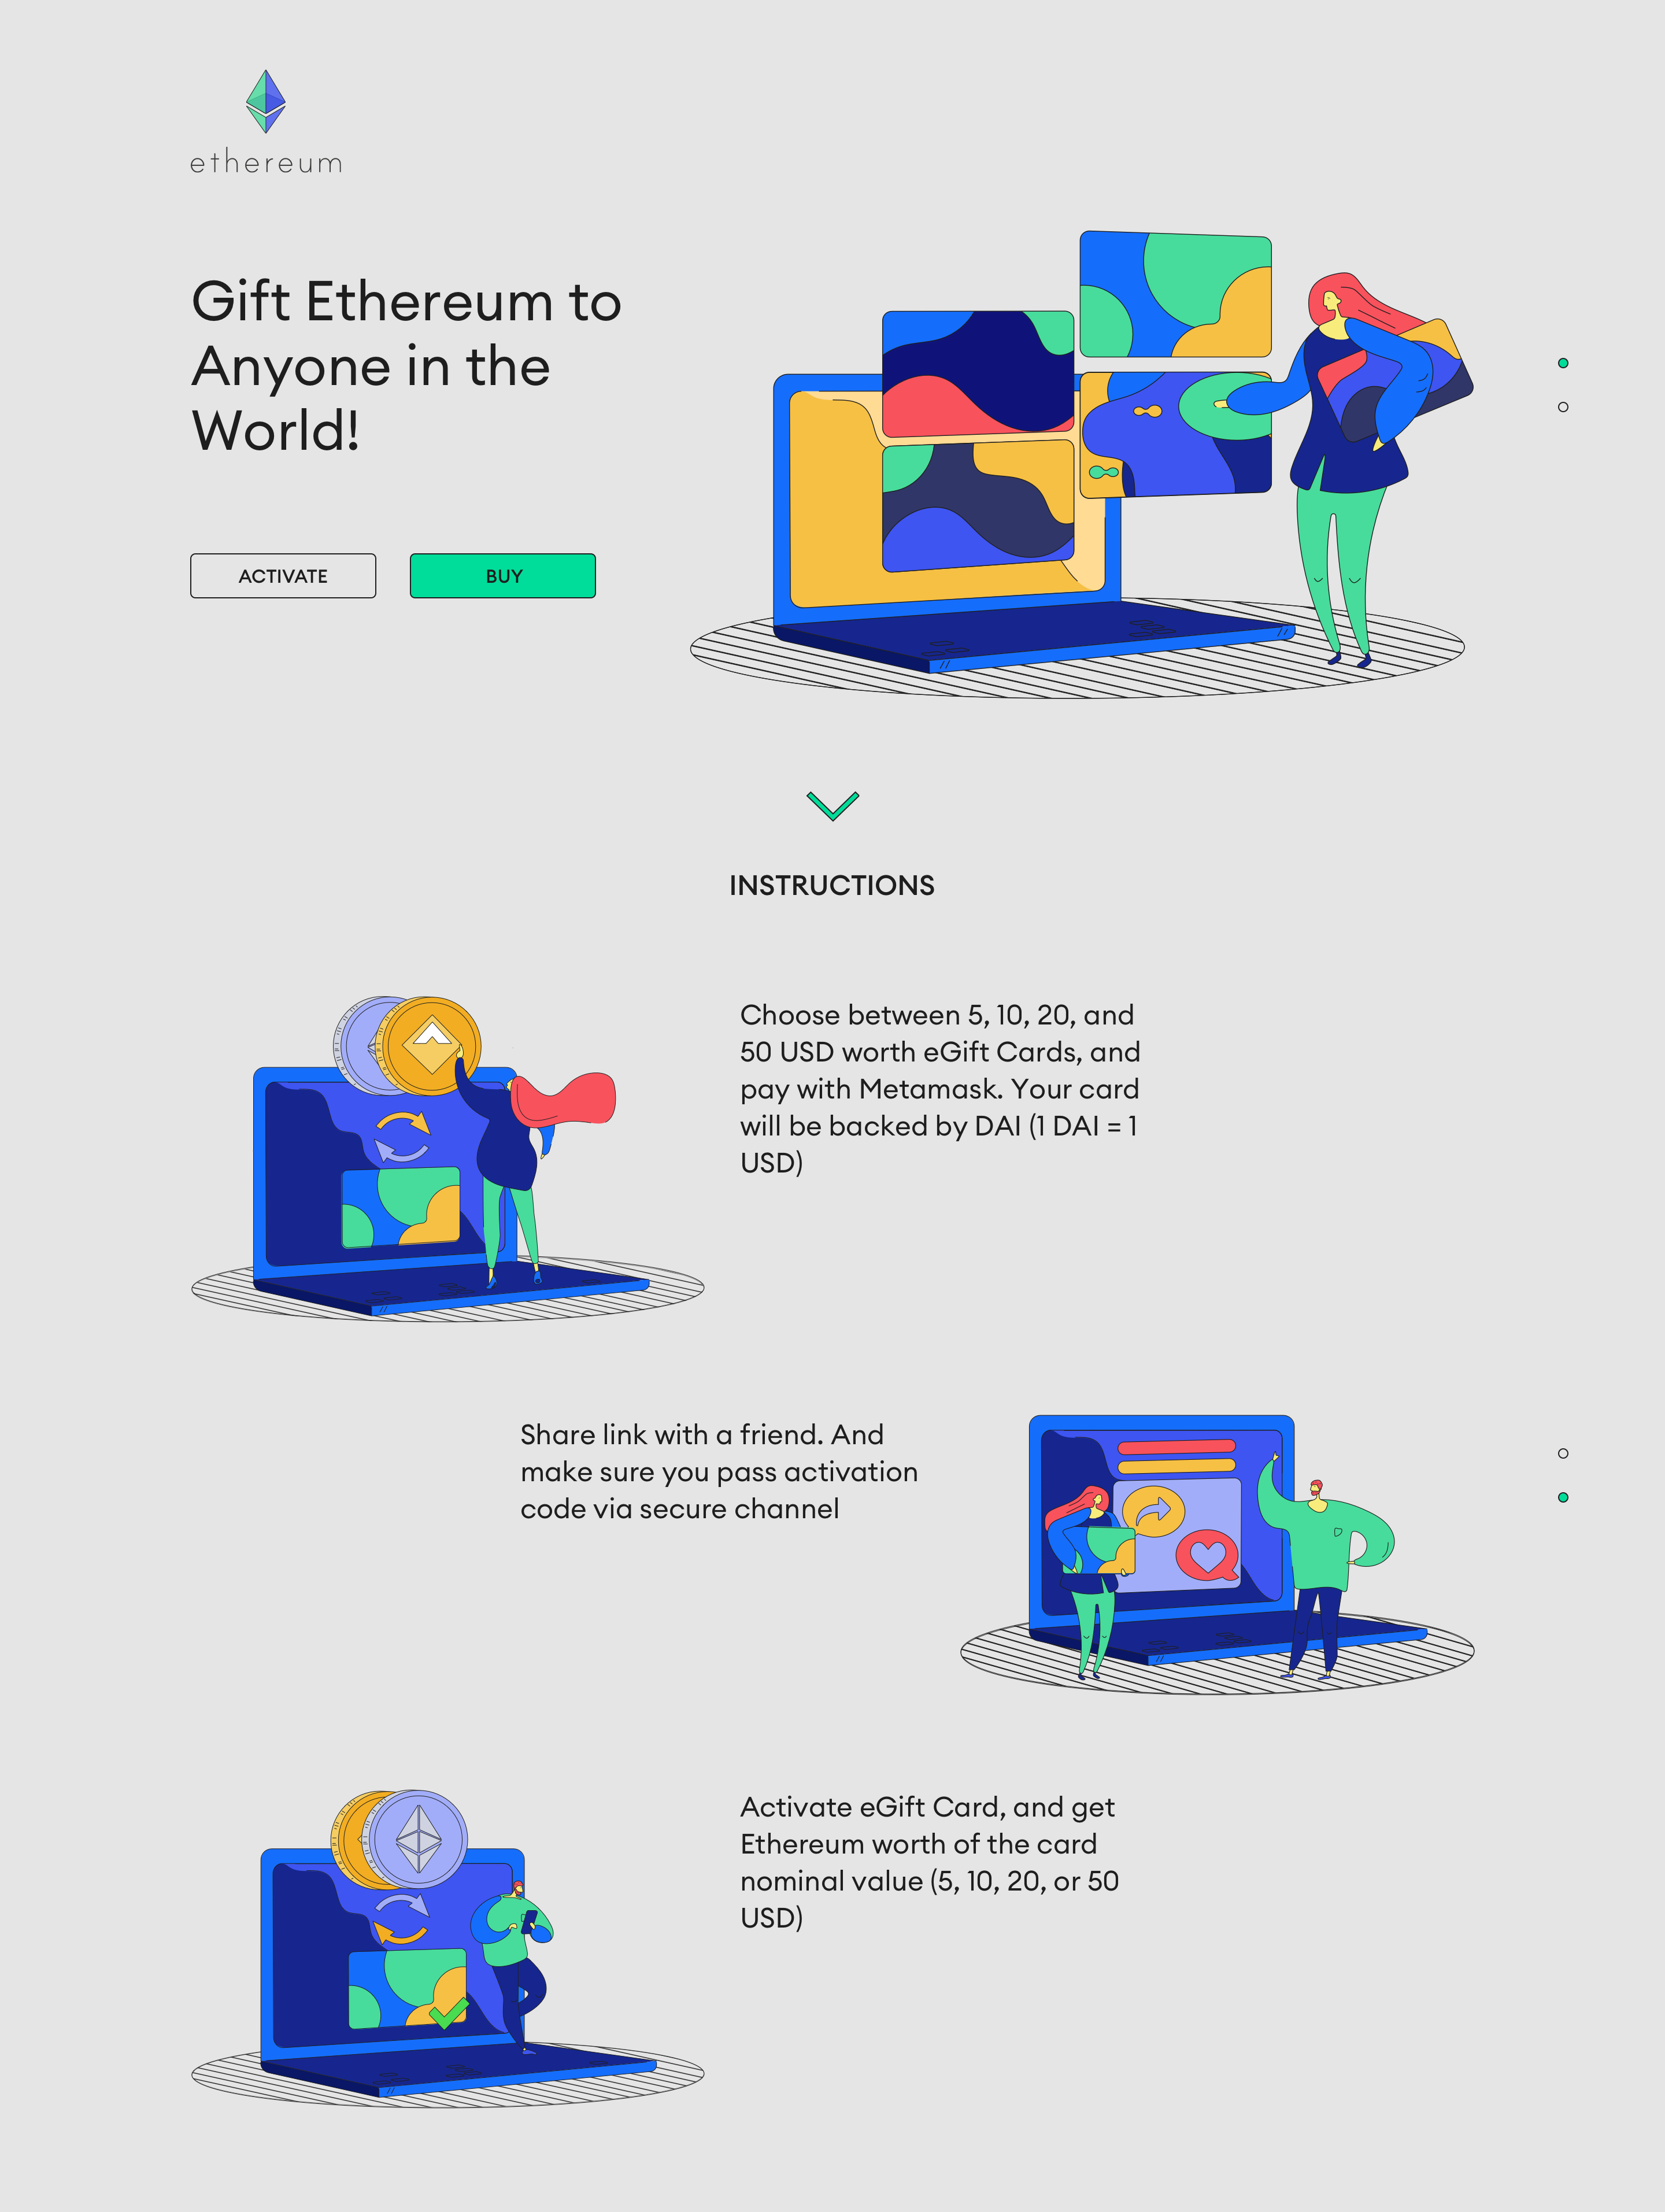 ethereum
Gift Ethereum to
Anyone in the
World!
ACTIVATE
BUY
INSTRUCTIONS
Choose between 5, 10, 20, and
50 USD worth eGift Cards, and
pay with Metamask. Your card
will be backed by DAI (1 DAI = 1
USD)
Share link with a friend. And
make sure you pass activation
code via secure channel
Activate eGift Card, and get
Ethereum worth of the card
nominal value (5, 10, 20, or 50
USD)